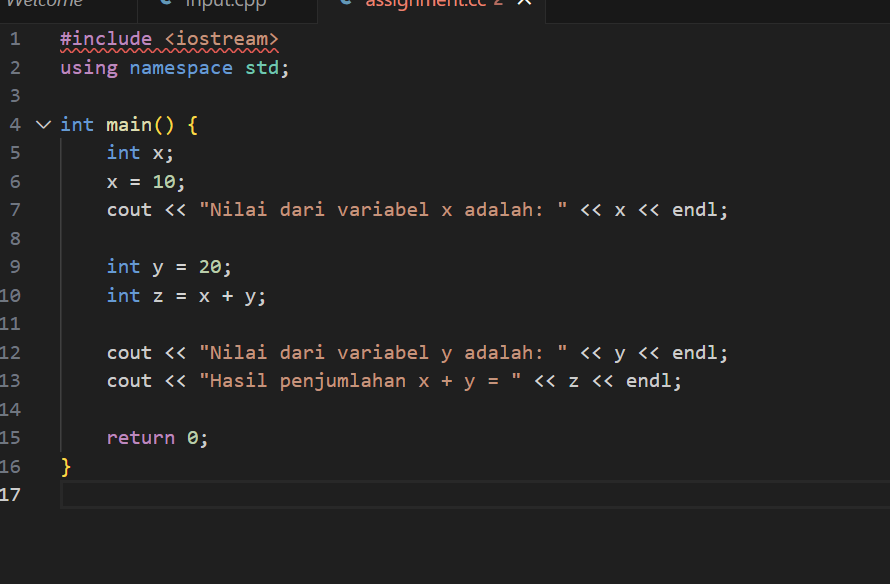 Welcome input.cpp assignment.cc 2
1 #include <iostream>
2 using namespace std;
3
4 int main() {
5 int x;
6 x = 10;
7 cout << "Nilai dari variabel x adalah: " << x << endl;
8
9 int y = 20;
10 int z = x + y;
11
12 cout << "Nilai dari variabel y adalah: " << y << endl;
13 cout << "Hasil penjumlahan x + y = " << z << endl;
14
15 return 0;
16 }
17